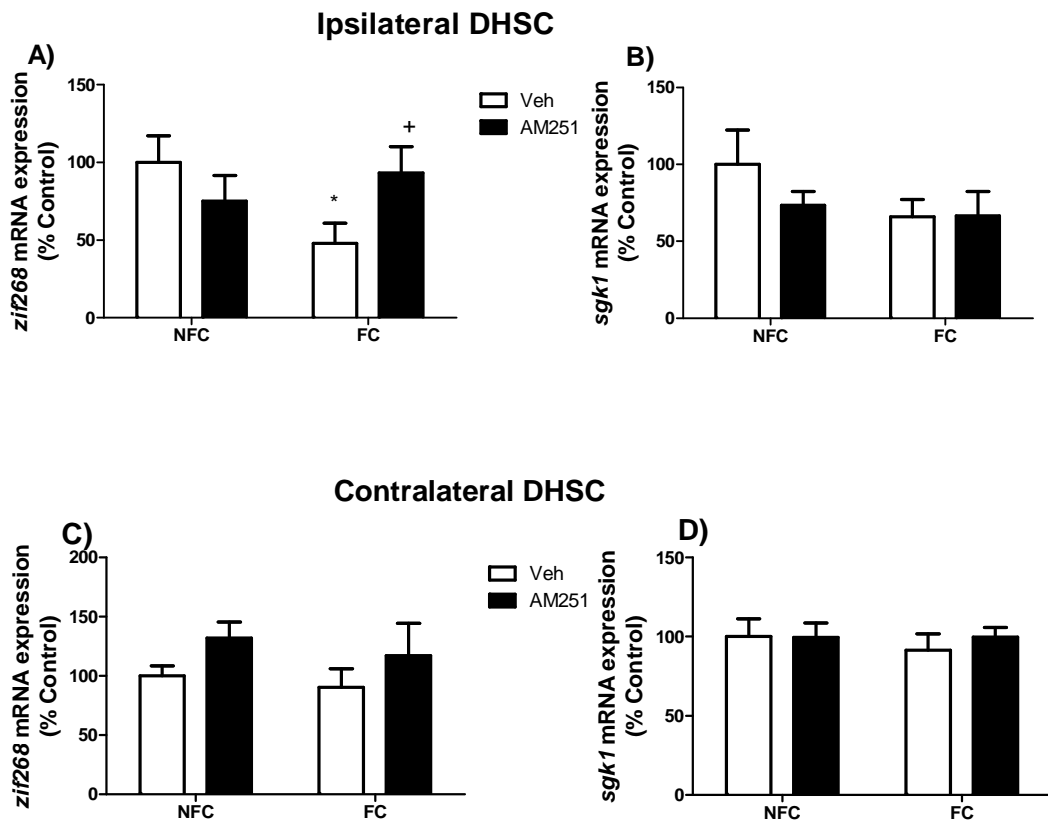 Ipsilateral DHSC
A)
zif268 mRNA expression
(% Control)
150
100
50
0
*
+
NFC
FC
Veh
AM251
B)
sgk1 mRNA expression
(% Control)
150
100
50
0
NFC
FC
Contralateral DHSC
C)
zif268 mRNA expression
(% Control)
200
150
100
50
0
NFC
FC
Veh
AM251
D)
sgk1 mRNA expression
(% Control)
150
100
50
0
NFC
FC